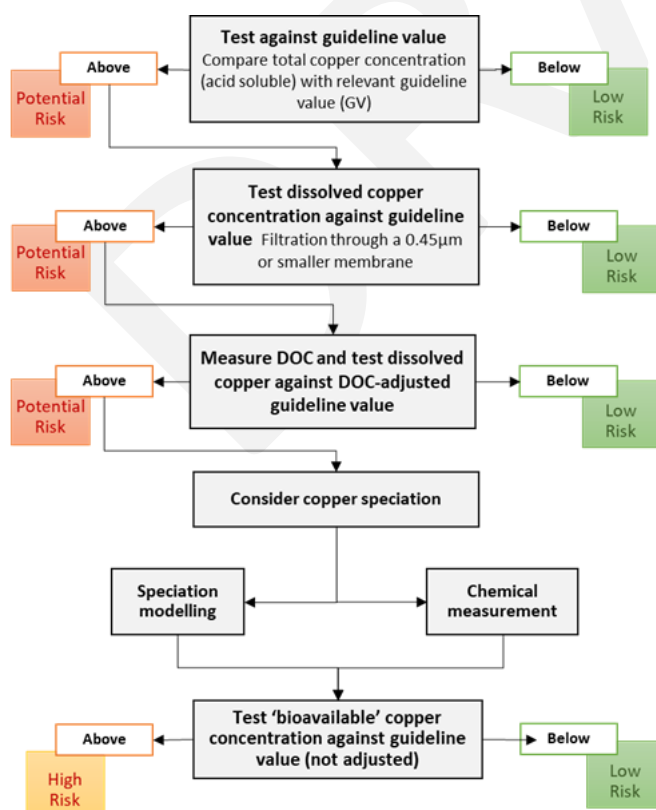 Test against guideline value
Compare total copper concentration
(acid soluble) with relevant guideline
value (GV)
Above
Below
Potential
Risk
Low
Risk
Test dissolved copper
concentration against guideline
value Filtration through a 0.45µm
or smaller membrane
Above
Below
Potential
Risk
Low
Risk
Measure DOC and test dissolved
copper against DOC-adjusted
guideline value
Above
Below
Potential
Risk
Low
Risk
Consider copper speciation
Speciation
modelling
Chemical
measurement
Test ‘bioavailable’ copper
concentration against guideline
value (not adjusted)
Above
Below
High
Risk
Low
Risk